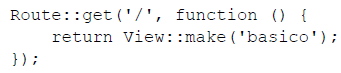 Route::get('/', function () {
    return View::make('basico');
});